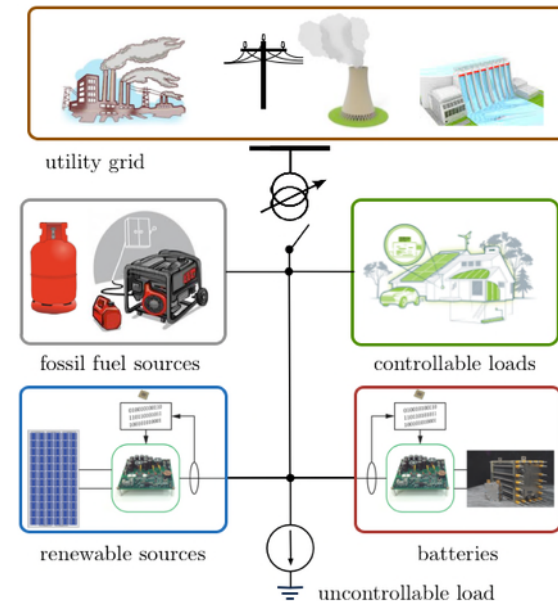 utility grid
fossil fuel sources
controllable loads
renewable sources
batteries
uncontrollable load